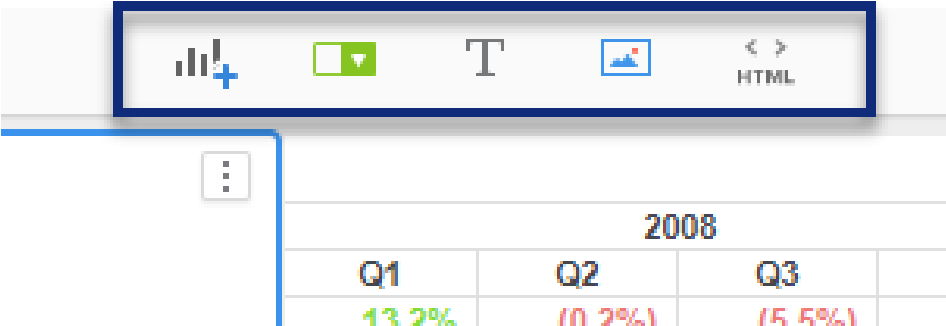 T
< >
HTML
2008
Q1 Q2 Q3
13.2% (0.2%) (5.5%)